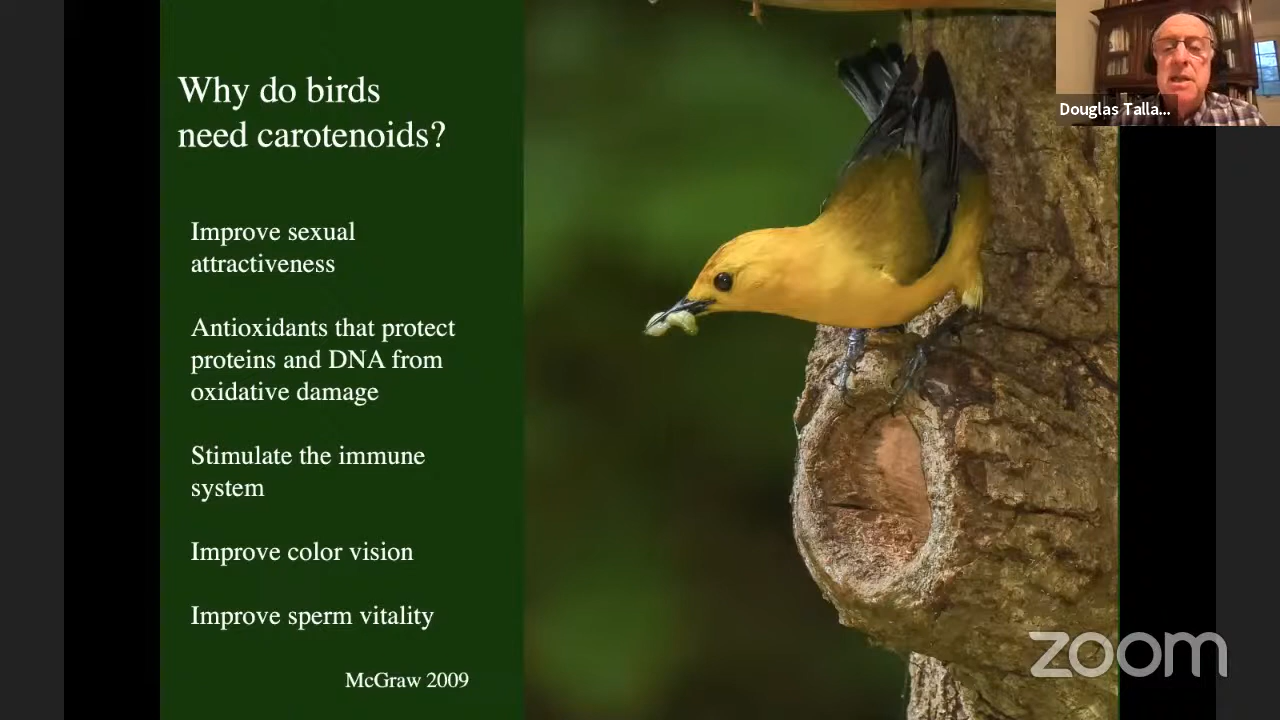 Why do birds
need carotenoids?
Improve sexual
attractiveness
Antioxidants that protect
proteins and DNA from
oxidative damage
Stimulate the immune
system
Improve color vision
Improve sperm vitality
McGraw 2009
Douglas Talla...
zoom